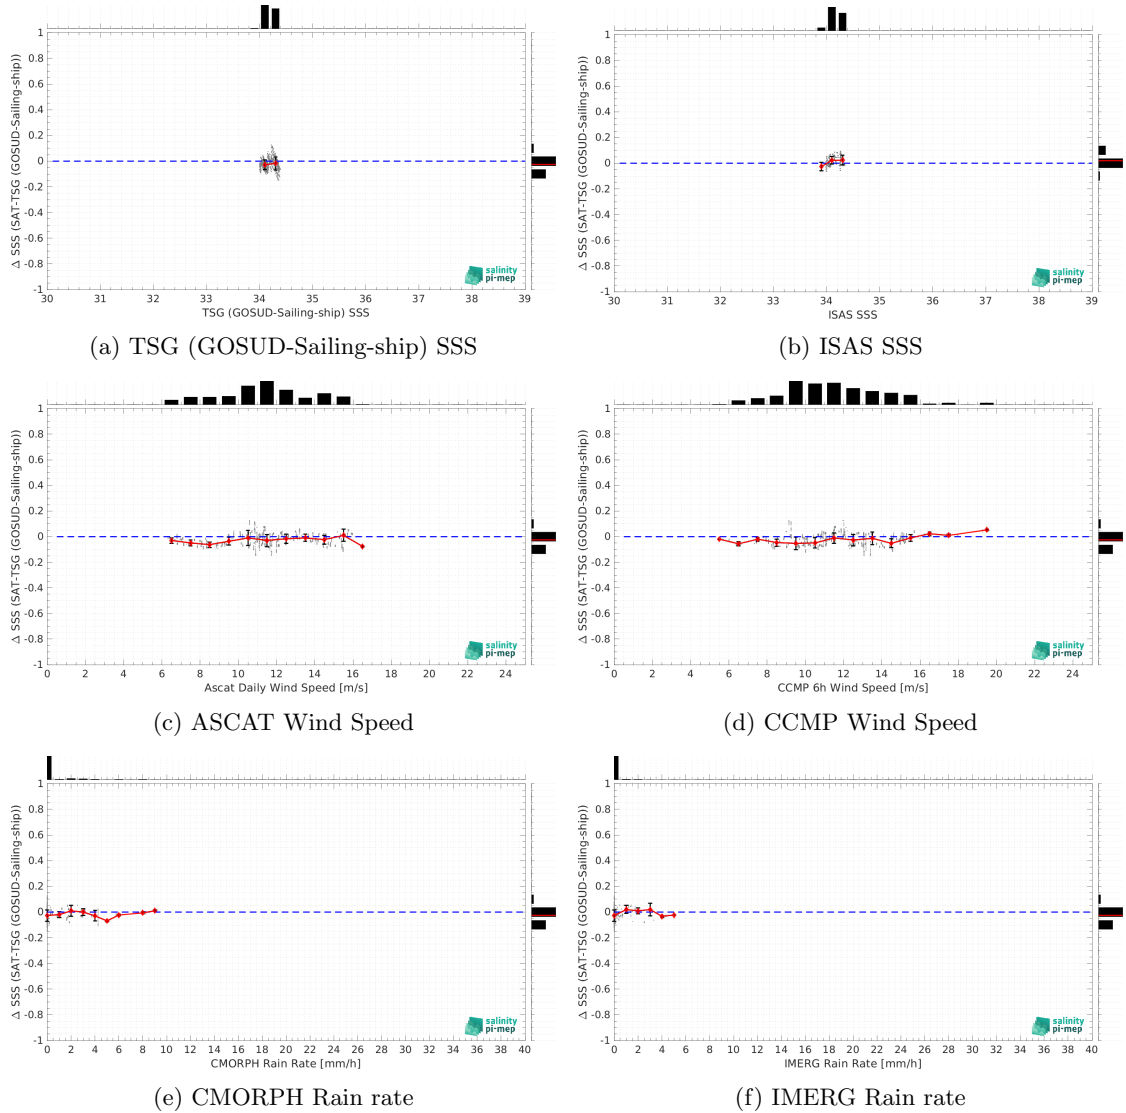 1
0.8
0.6
0.4
0.2
0
-0.2
-0.4
-0.6
-0.8
-1
Δ SSS (SAT-TSG (GOSUD-Sailing-ship))
salinity
pi-mep
30 31 32 33 34 35 36 37 38 39
TSG (GOSUD-Sailing-ship) SSS
(a) TSG (GOSUD-Sailing-ship) SSS
1
0.8
0.6
0.4
0.2
0
-0.2
-0.4
-0.6
-0.8
-1
Δ SSS (SAT-TSG (GOSUD-Sailing-ship))
salinity
pi-mep
30 31 32 33 34 35 36 37 38 39
ISAS SSS
(b) ISAS SSS
1
0.8
0.6
0.4
0.2
0
-0.2
-0.4
-0.6
-0.8
-1
Δ SSS (SAT-TSG (GOSUD-Sailing-ship))
salinity
pi-mep
0 2 4 6 8 10 12 14 16 18 20 22 24
Ascat Daily Wind Speed [m/s]
(c) ASCAT Wind Speed
1
0.8
0.6
0.4
0.2
0
-0.2
-0.4
-0.6
-0.8
-1
Δ SSS (SAT-TSG (GOSUD-Sailing-ship))
salinity
pi-mep
0 2 4 6 8 10 12 14 16 18 20 22 24
CCMP 6h Wind Speed [m/s]
(d) CCMP Wind Speed
1
0.8
0.6
0.4
0.2
0
-0.2
-0.4
-0.6
-0.8
-1
Δ SSS (SAT-TSG (GOSUD-Sailing-ship))
salinity
pi-mep
0 2 4 6 8 10 12 14 16 18 20 22 24 26 28 30 32 34 36 38 40
CMORPH Rain Rate [mm/h]
(e) CMORPH Rain rate
1
0.8
0.6
0.4
0.2
0
-0.2
-0.4
-0.6
-0.8
-1
Δ SSS (SAT-TSG (GOSUD-Sailing-ship))
salinity
pi-mep
0 2 4 6 8 10 12 14 16 18 20 22 24 26 28 30 32 34 36 38 40
IMERG Rain Rate [mm/h]
(f) IMERG Rain rate